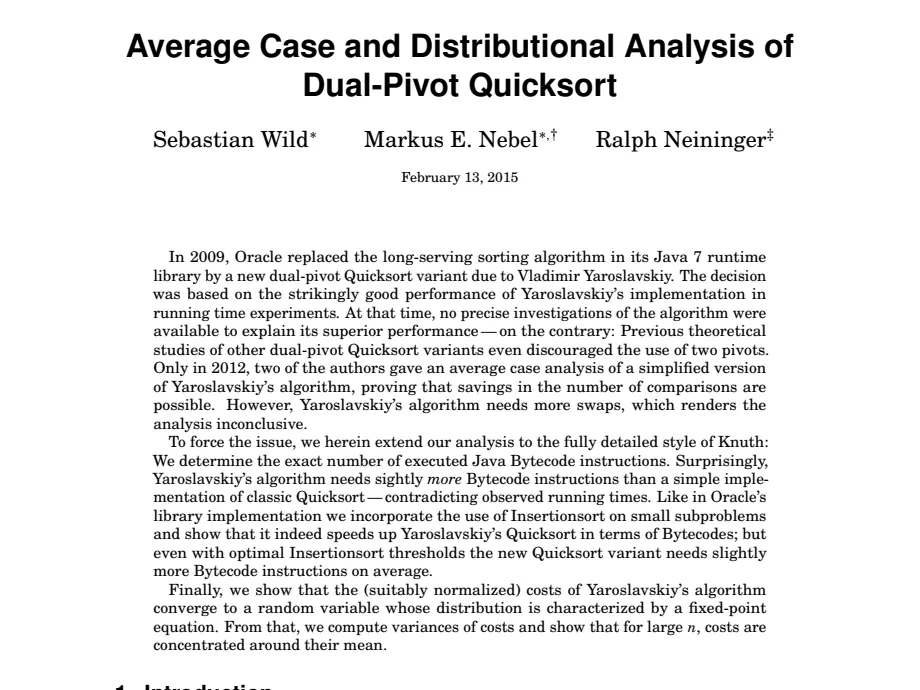 Average Case and Distributional Analysis of
Dual-Pivot Quicksort
Sebastian Wild* Markus E. Nebel*,† Ralph Neininger‡
February 13, 2015
In 2009, Oracle replaced the long-serving sorting algorithm in its Java 7 runtime
library by a new dual-pivot Quicksort variant due to Vladimir Yaroslavskiy. The decision
was based on the strikingly good performance of Yaroslavskiy's implementation in
running time experiments. At that time, no precise investigations of the algorithm were
available to explain its superior performance — on the contrary: Previous theoretical
studies of other dual-pivot Quicksort variants even discouraged the use of two pivots.
Only in 2012, two of the authors gave an average case analysis of a simplified version
of Yaroslavskiy's algorithm, proving that savings in the number of comparisons are
possible. However, Yaroslavskiy's algorithm needs more swaps, which renders the
analysis inconclusive.
To force the issue, we herein extend our analysis to the fully detailed style of Knuth:
We determine the exact number of executed Java Bytecode instructions. Surprisingly,
Yaroslavskiy's algorithm needs sightly more Bytecode instructions than a simple imple-
mentation of classic Quicksort — contradicting observed running times. Like in Oracle's
library implementation we incorporate the use of Insertionsort on small subproblems
and show that it indeed speeds up Yaroslavskiy's Quicksort in terms of Bytecodes; but
even with optimal Insertionsort thresholds the new Quicksort variant needs slightly
more Bytecode instructions on average.
Finally, we show that the (suitably normalized) costs of Yaroslavskiy's algorithm
converge to a random variable whose distribution is characterized by a fixed-point
equation. From that, we compute variances of costs and show that for large n, costs are
concentrated around their mean.
1 Introduction